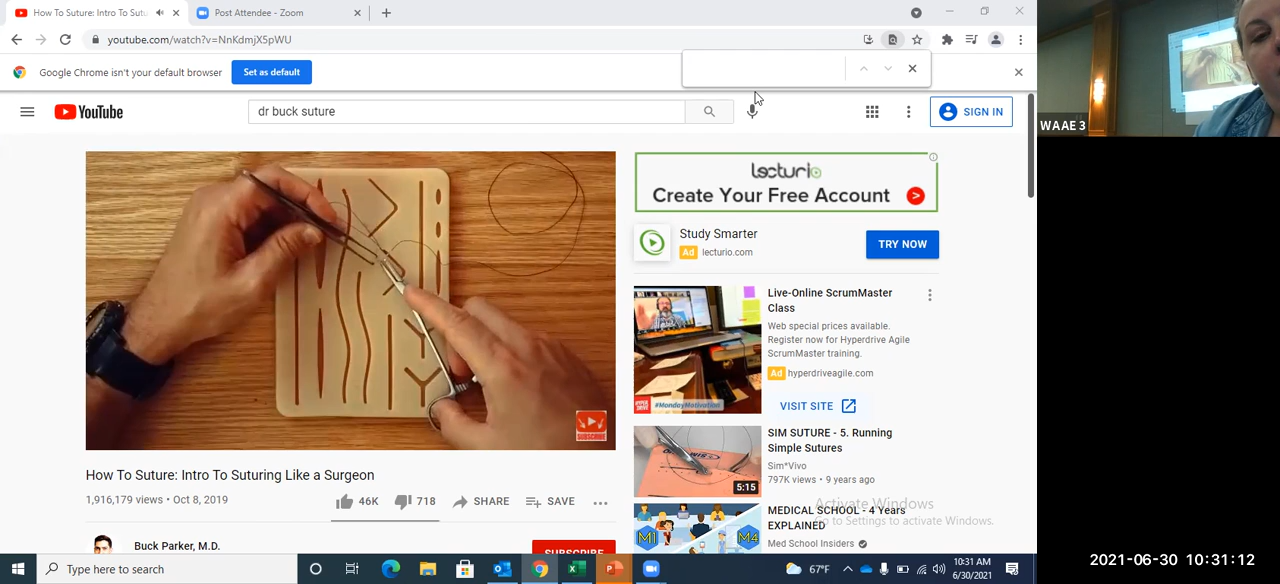 How To Suture: Intro To Sutu
Post Attendee - Zoom
youtube.com/watch?v=NnKdmjX5pWU
Google Chrome isn't your default browser
Set as default
YouTube
dr buck suture
SIGN IN
WAAE 3
lecturio
Create Your Free Account
Study Smarter
Ad lecturio.com
TRY NOW
Live-Online ScrumMaster
Class
Web special prices available.
Register now for Hyperdrive Agile
ScrumMaster training.
Ad hyperdriveagile.com
#MondayMotivation
VISIT SITE
SUBSCRIBE
SIM SUTURE - 5. Running
Simple Sutures
Sim*Vivo
797K views • 9 years ago
5:15
How To Suture: Intro To Suturing Like a Surgeon
1,916,179 views • Oct 8, 2019
46K
718
SHARE
SAVE
Activate Windows
Go to Settings to activate Windows.
MEDICAL SCHOOL - 4 Years
EXPLAINED
Med School Insiders
M1
M4
Buck Parker, M.D.
SUBSCRIBE
Type here to search
67°F
10:31 AM
6/30/2021
2021-06-30 10:31:12